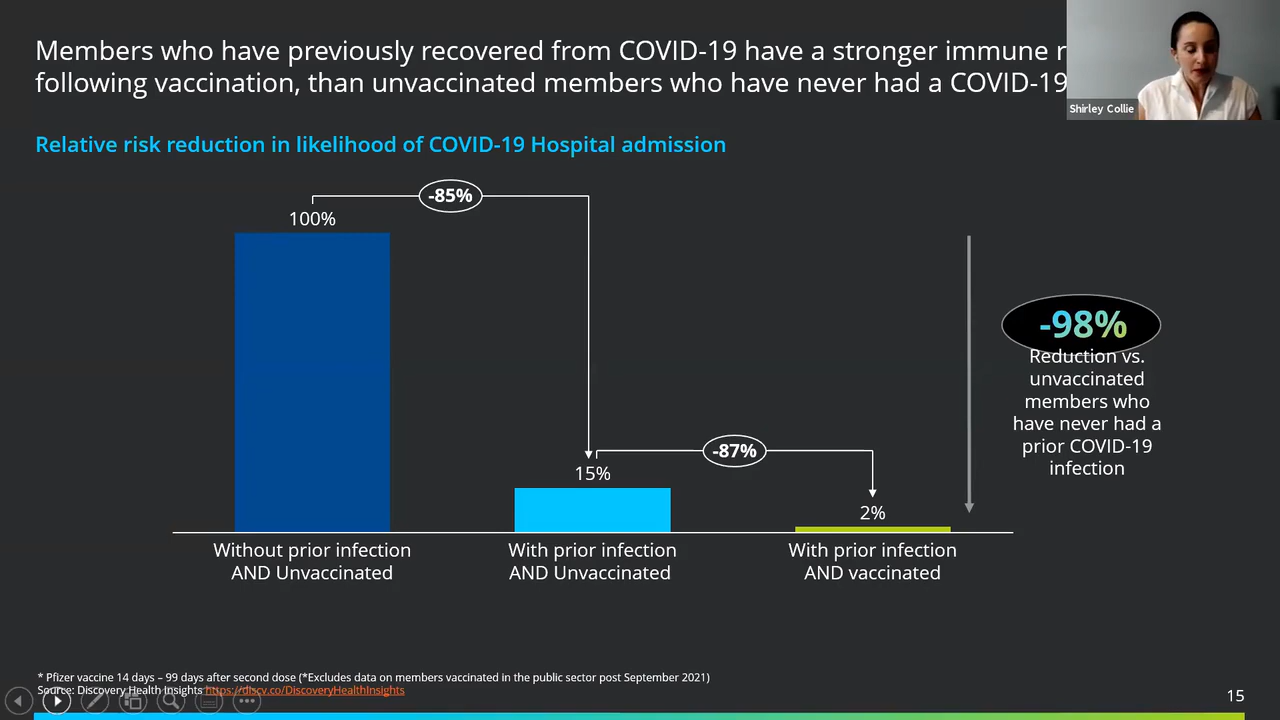 Members who have previously recovered from COVID-19 have a stronger immune
following vaccination, than unvaccinated members who have never had a COVID-19
Shirley Collie
Relative risk reduction in likelihood of COVID-19 Hospital admission
-85%
100%
-98%
Reduction vs.
unvaccinated
members who
have never had a
prior COVID-19
infection
-87%
15%
2%
Without prior infection
AND Unvaccinated
With prior infection
AND Unvaccinated
With prior infection
AND vaccinated
* Pfizer vaccine 14 days – 99 days after second dose (*Excludes data on members vaccinated in the public sector post September 2021)
Source: Discovery Health Insights https://discv.co/DiscoveryHealthInsights
15